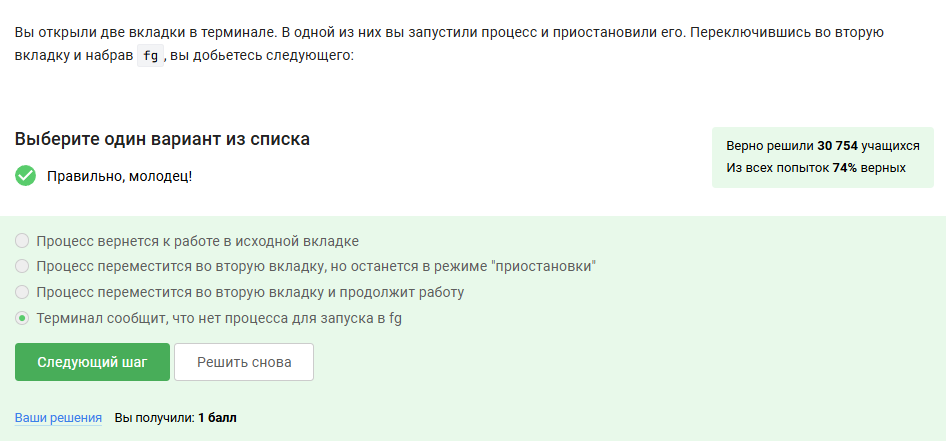 Вы открыли две вкладки в терминале. В одной из них вы запустили процесс и приостановили его. Переключившись во вторую
вкладку и набрав fg , вы добьетесь следующего:
Выберите один вариант из списка
Правильно, молодец!
Верно решили 30 754 учащихся
Из всех попыток 74% верных
Процесс вернется к работе в исходной вкладке
Процесс переместится во вторую вкладку, но останется в режиме "приостановки"
Процесс переместится во вторую вкладку и продолжит работу
Терминал сообщит, что нет процесса для запуска в fg
Следующий шаг Решить снова
Ваши решения Вы получили: 1 балл